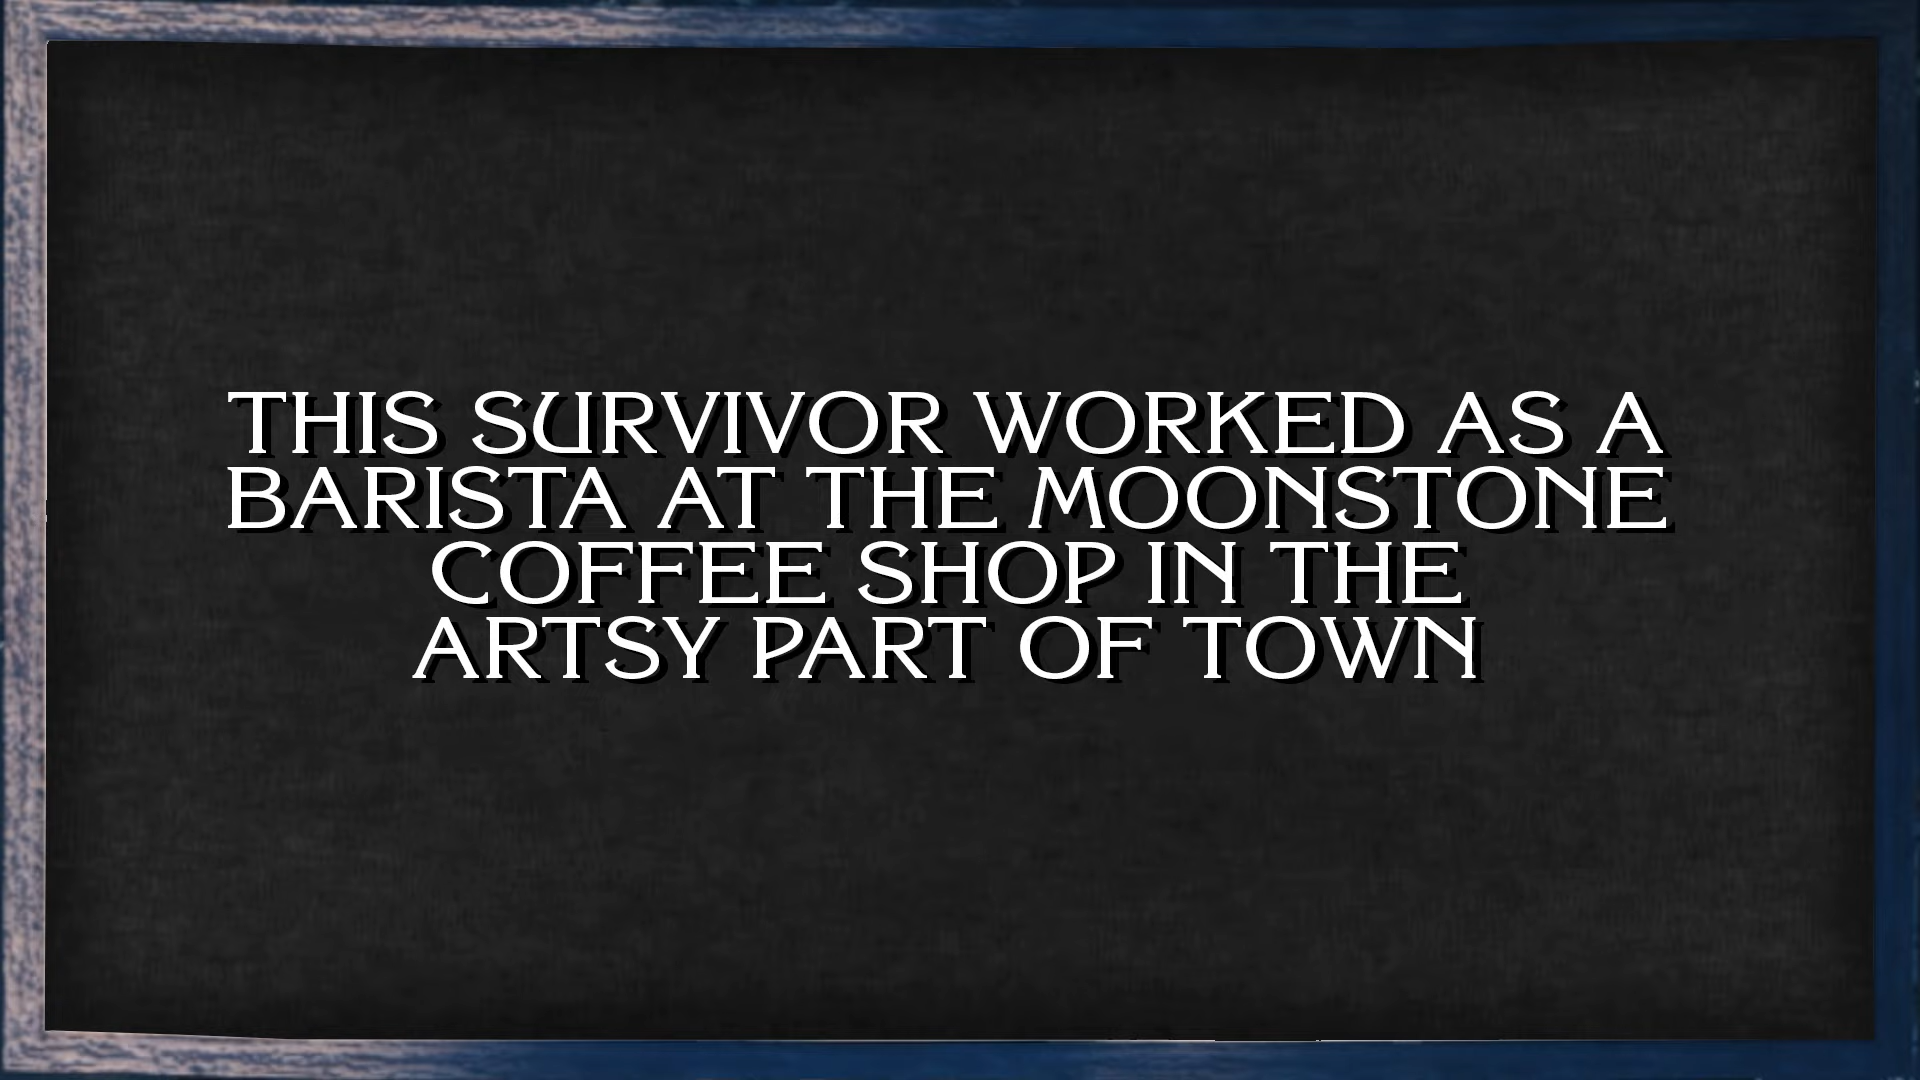 THIS SURVIVOR WORKED AS A
BARISTA AT THE MOONSTONE
COFFEE SHOP IN THE
ARTSY PART OF TOWN